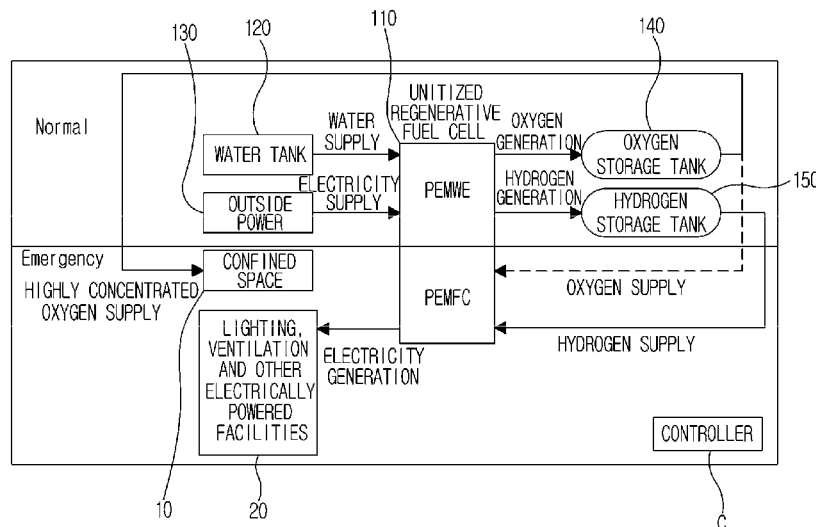 130
120
110
140
UNITIZED
REGENERATIVE
FUEL CELL
Normal
WATER
SUPPLY
OXYGEN
GENERATION
OXYGEN
STORAGE TANK
WATER TANK
150
ELECTRICITY
SUPPLY
PEMWE
HYDROGEN
GENERATION
HYDROGEN
STORAGE TANK
OUTSIDE
POWER
Emergency
CONFINED
SPACE
HIGHLY CONCENTRATED
OXYGEN SUPPLY
PEMFC
OXYGEN SUPPLY
LIGHTING,
VENTILATION
AND OTHER
ELECTRICALLY
POWERED
FACILITIES
ELECTRICITY
GENERATION
HYDROGEN SUPPLY
CONTROLLER
10
20
C